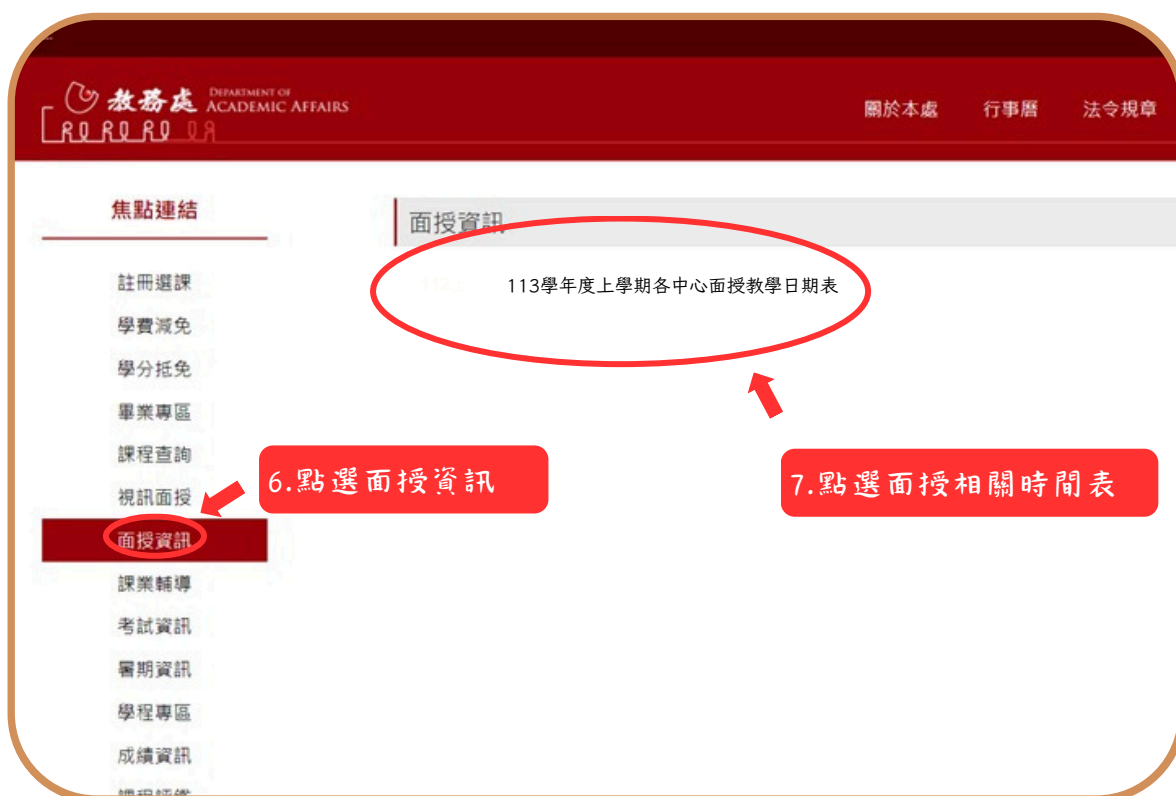 教務處 DEPARTMENT OF
ACADEMIC AFFAIRS
關於本處 行事曆 法令規章
焦點連結
面授資訊
113學年度上學期各中心面授教學日期表
註冊選課
學費減免
學分抵免
畢業專區
課程查詢
視訊面授
面授資訊
課業輔導
考試資訊
暑期資訊
學程專區
成績資訊
6.點選面授資訊
7.點選面授相關時間表